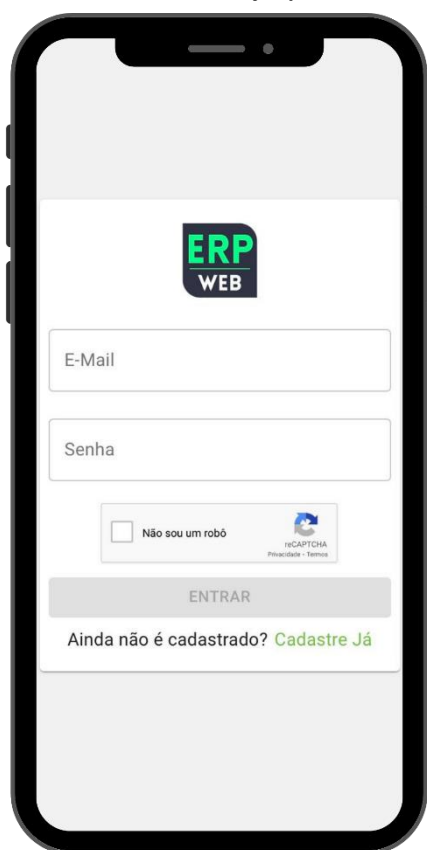 ERP
WEB
E-Mail
Senha
Não sou um robô
reCAPTCHA
Privacidade - Termos
ENTRAR
Ainda não é cadastrado? Cadastre Já